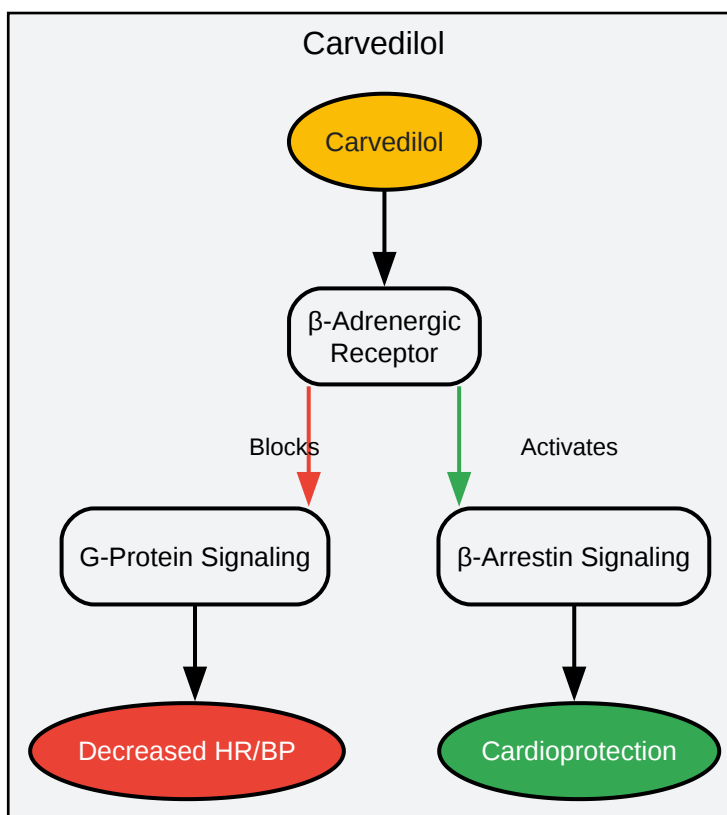 Carvedilol
Carvedilol
β-Adrenergic
Receptor
Blocks
Activates
G-Protein Signaling
β-Arrestin Signaling
Decreased HR/BP
Cardioprotection